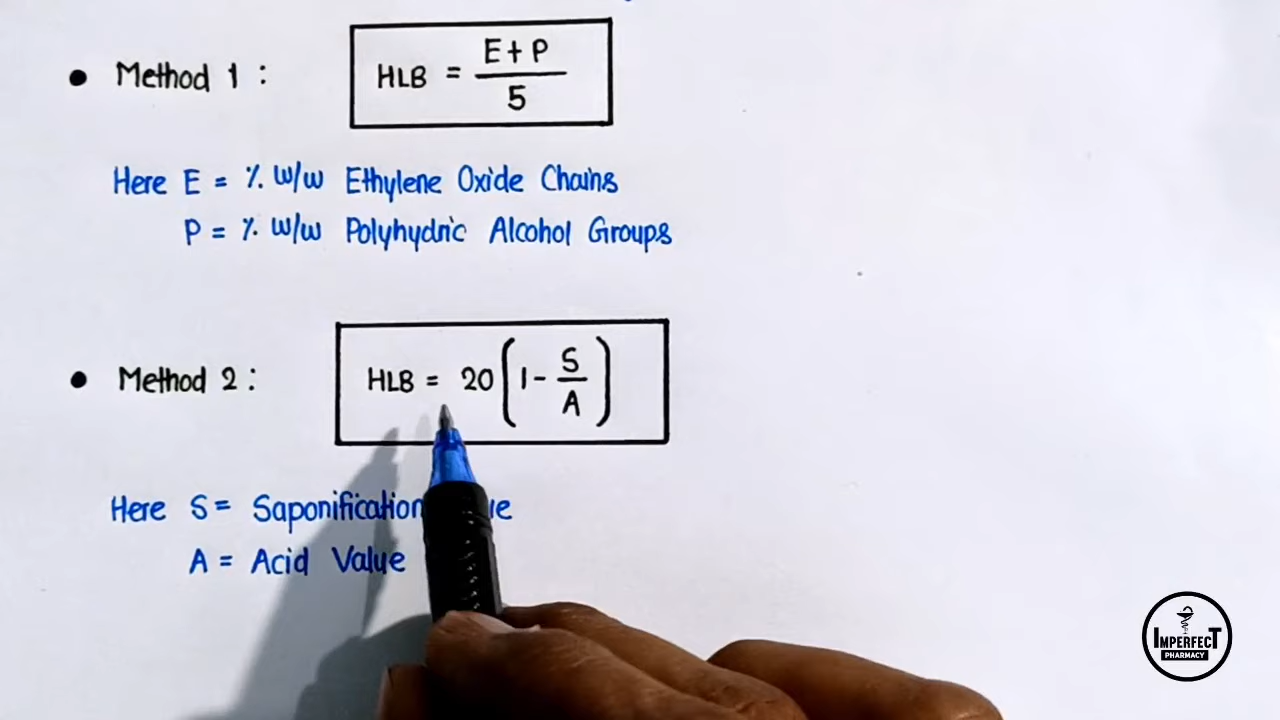 • Method 1 : HLB = E + P / 5
Here E = % w/w Ethylene Oxide Chains
P = % w/w Polyhydric Alcohol Groups
• Method 2 : HLB = 20 ( 1 - S / A )
Here S = Saponification
A = Acid Value
IMPERFECT
PHARMACY